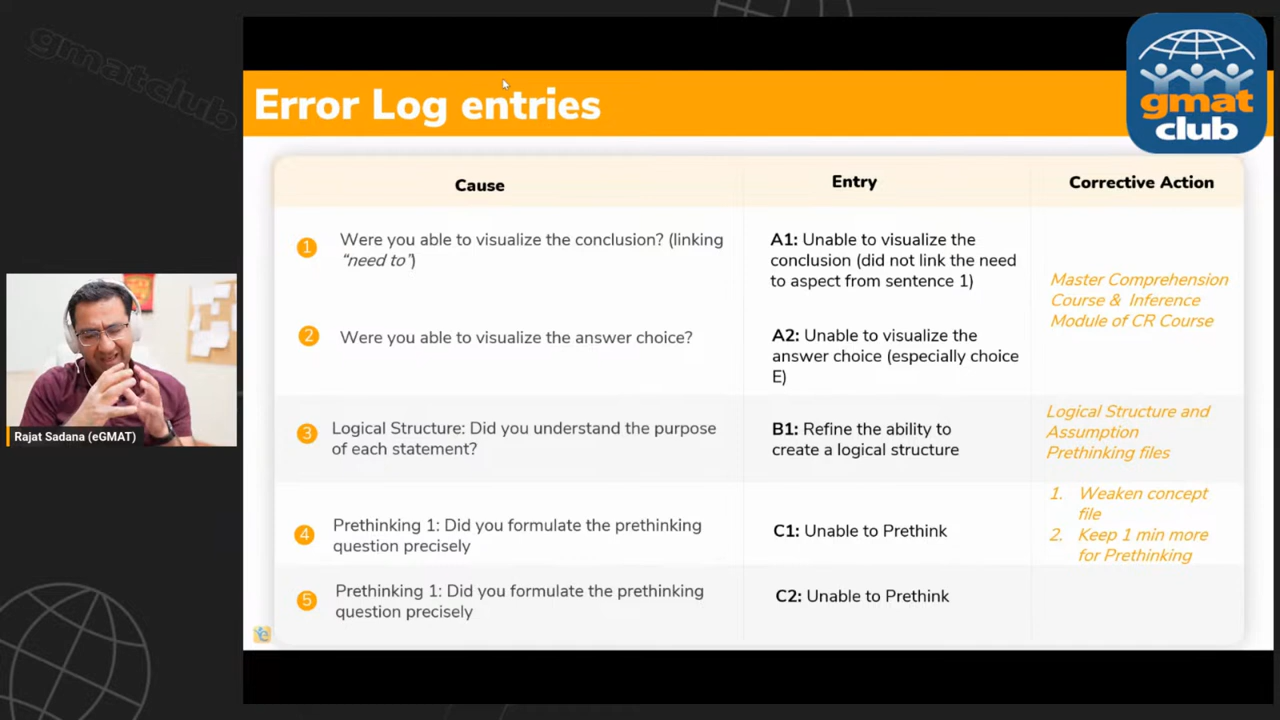 gmatclub
gmat
club
Error Log entries
Cause
Entry
Corrective Action
1
Were you able to visualize the conclusion? (linking
“need to”)
A1: Unable to visualize the
conclusion (did not link the need
to aspect from sentence 1)
Master Comprehension
Course & Inference
Module of CR Course
2
Were you able to visualize the answer choice?
A2: Unable to visualize the
answer choice (especially choice
E)
3
Logical Structure: Did you understand the purpose
of each statement?
B1: Refine the ability to
create a logical structure
Logical Structure and
Assumption
Prethinking files
4
Prethinking 1: Did you formulate the prethinking
question precisely
C1: Unable to Prethink
1. Weaken concept
file
2. Keep 1 min more
for Prethinking
5
Prethinking 1: Did you formulate the prethinking
question precisely
C2: Unable to Prethink
Rajat Sadana (eGMAT)